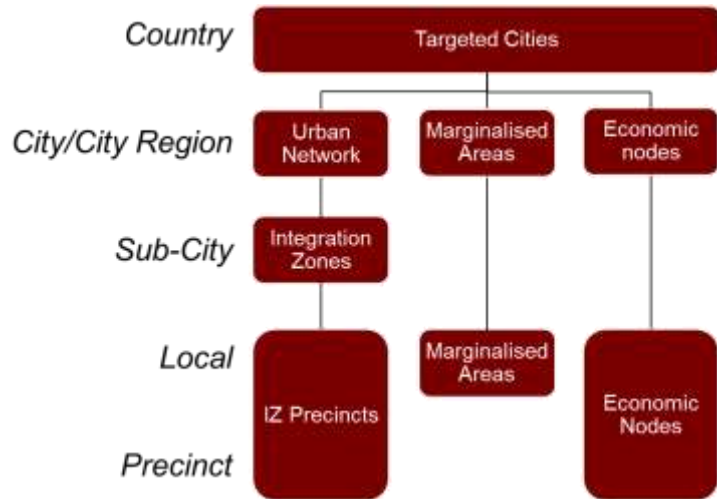 Country
Targeted Cities
City/City Region
Urban
Network
Marginalised
Areas
Economic
nodes
Sub-City
Integration
Zones
Local
Marginalised
Areas
IZ Precincts
Economic
Nodes
Precinct